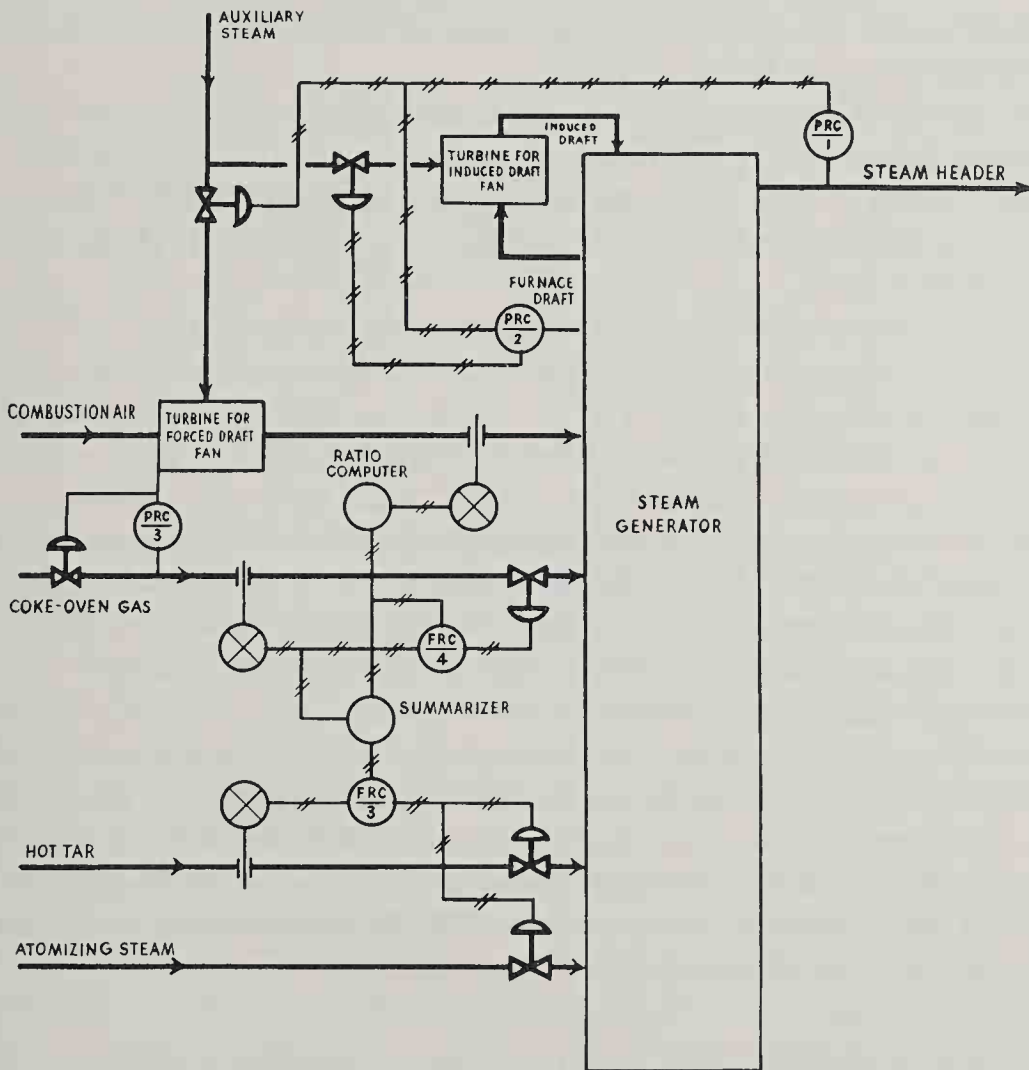 AUXILIARY
STEAM
PRC
1
INDUCED
DRAFT
TURBINE FOR
INDUCED DRAFT
FAN
STEAM HEADER
FURNACE
DRAFT
PRC
2
COMBUSTION AIR
TURBINE FOR
FORCED DRAFT
FAN
RATIO
COMPUTER
STEAM
GENERATOR
PRC
3
COKE-OVEN GAS
FRC
4
SUMMARIZER
FRC
3
HOT TAR
ATOMIZING STEAM